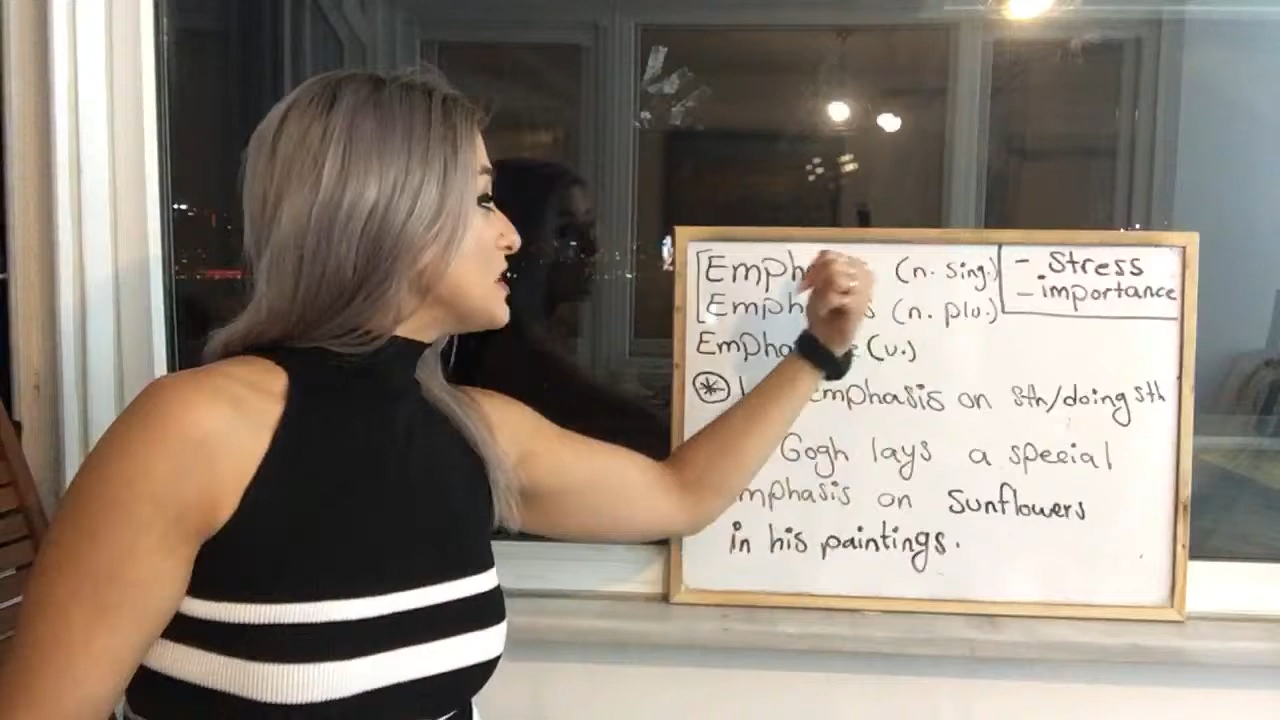 [Emph (n. sing.)
[Emph s (n. plu.)
Empha e (v.)
- Stress
- importance
emphasis on sth/doing sth
Gogh lays a special
emphasis on sunflowers
in his paintings.